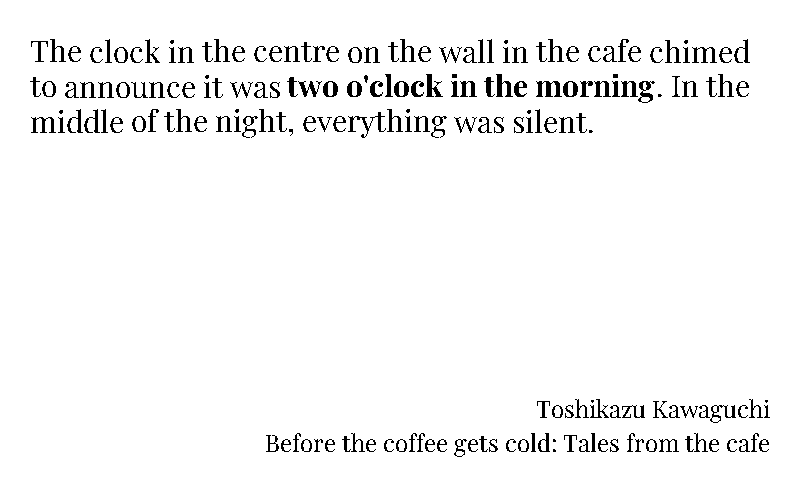 The clock in the centre on the wall in the cafe chimed
to announce it was two o'clock in the morning. In the
middle of the night, everything was silent.
Toshikazu Kawaguchi
Before the coffee gets cold: Tales from the cafe